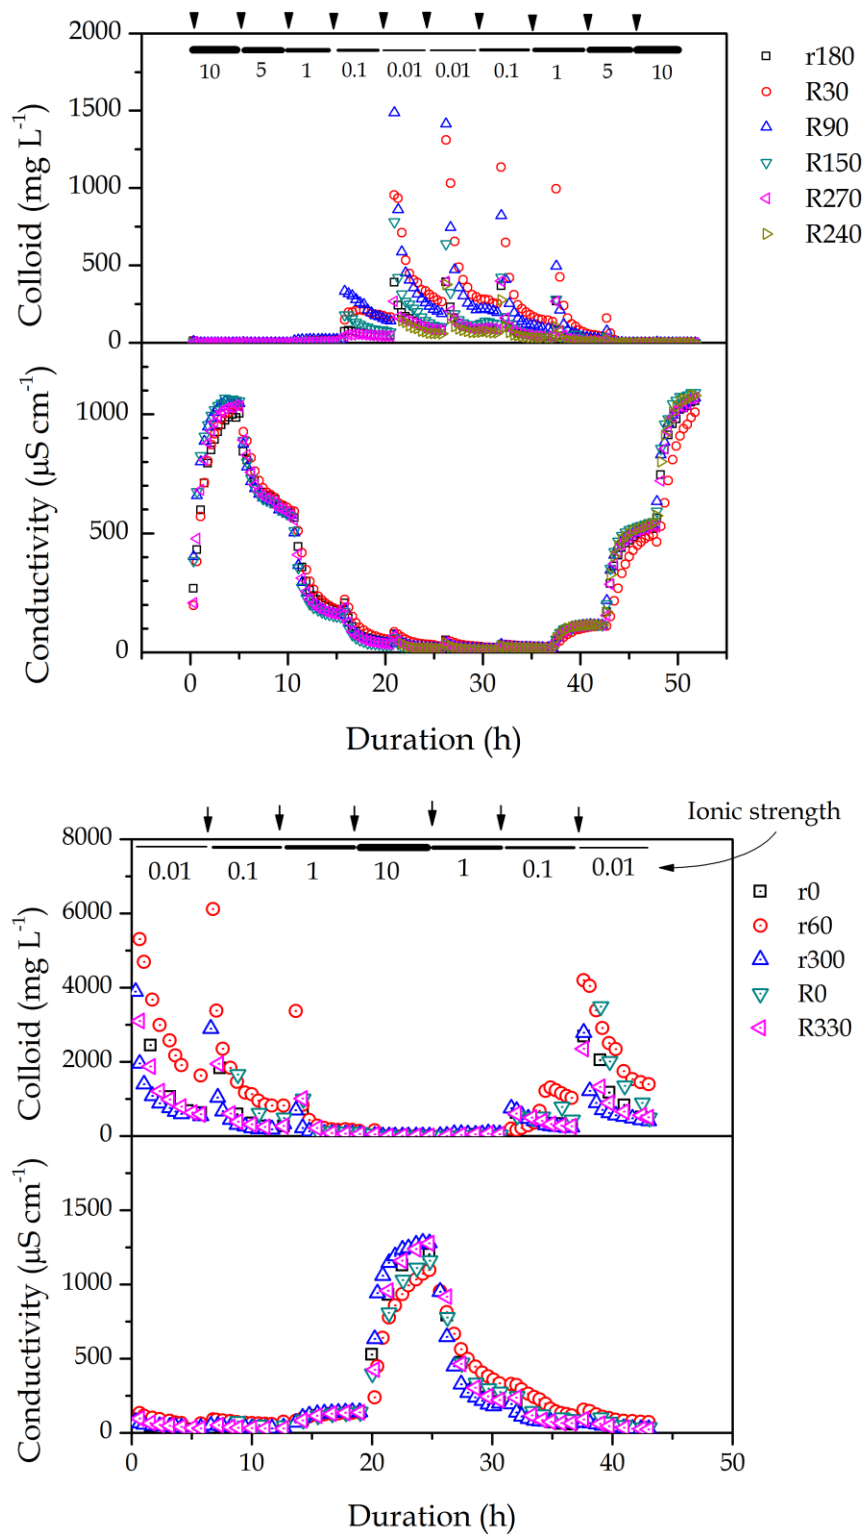 2000
1500
1000
500
0
Colloid (mg L⁻¹)
10 5 1 0.1 0.01 0.01 0.1 1 5 10
r180
R30
R90
R150
R270
R240
1000
500
0
Conductivity (µS cm⁻¹)
0 10 20 30 40 50
Duration (h)
Ionic strength
8000
6000
4000
2000
0
Colloid (mg L⁻¹)
0.01 0.1 1 10 1 0.1 0.01
r0
r60
r300
R0
R330
1500
1000
500
0
Conductivity (µS cm⁻¹)
0 10 20 30 40 50
Duration (h)